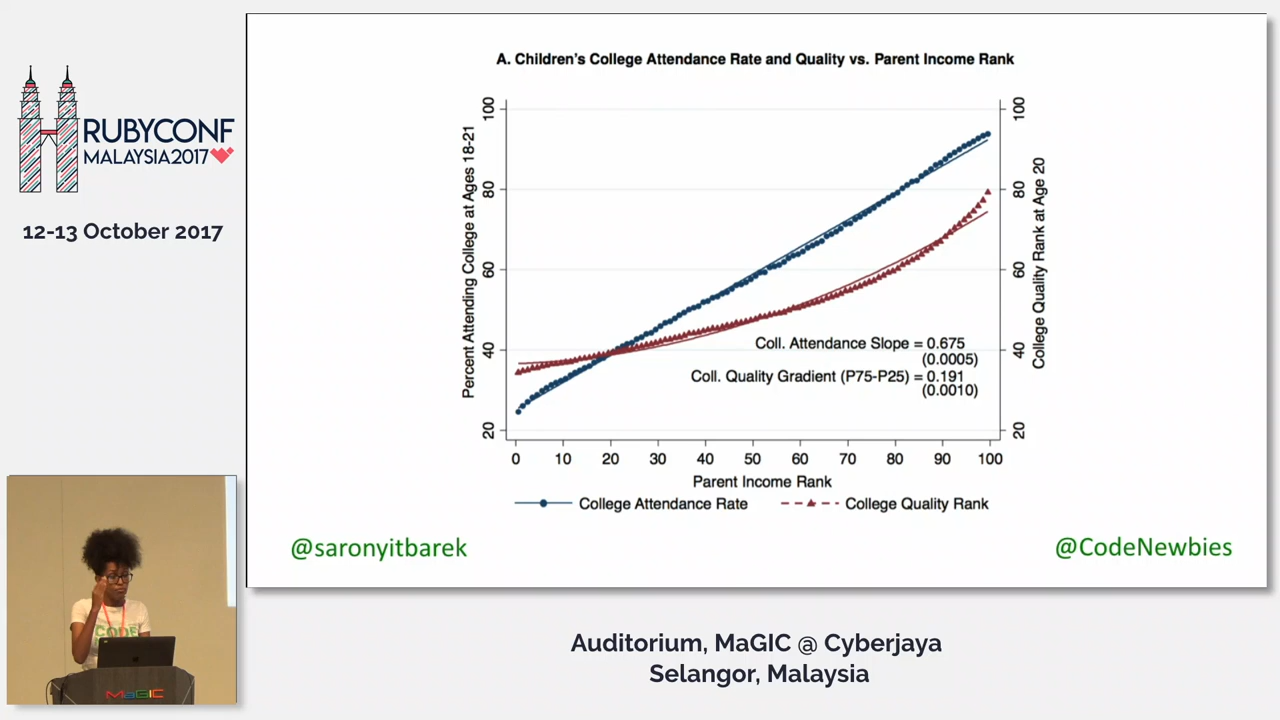 RUBYCONF
MALAYSIA2017
12-13 October 2017
A. Children's College Attendance Rate and Quality vs. Parent Income Rank
Percent Attending College at Ages 18-21
100
80
60
40
20
100
80
60
40
20
College Quality Rank at Age 20
Coll. Attendance Slope = 0.675
(0.0005)
Coll. Quality Gradient (P75-P25) = 0.191
(0.0010)
0 10 20 30 40 50 60 70 80 90 100
Parent Income Rank
College Attendance Rate College Quality Rank
@saronyitbarek @CodeNewbies
CODE
MaGIC
Auditorium, MaGIC @ Cyberjaya
Selangor, Malaysia